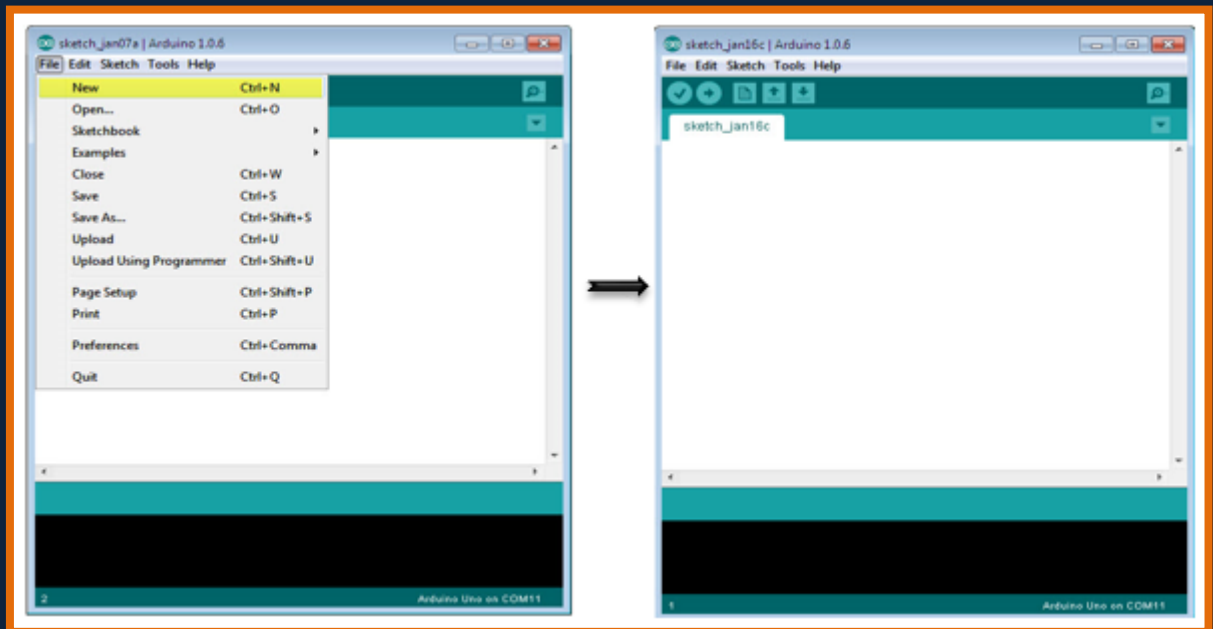 sketch_jan07a | Arduino 1.0.6
File Edit Sketch Tools Help
New Ctrl+N
Open... Ctrl+O
Sketchbook
Examples
Close Ctrl+W
Save Ctrl+S
Save As... Ctrl+Shift+S
Upload Ctrl+U
Upload Using Programmer Ctrl+Shift+U
Page Setup Ctrl+Shift+P
Print Ctrl+P
Preferences Ctrl+Comma
Quit Ctrl+Q
2 Arduino Uno on COM11
sketch_jan16c | Arduino 1.0.6
File Edit Sketch Tools Help
sketch_jan16c
1 Arduino Uno on COM11